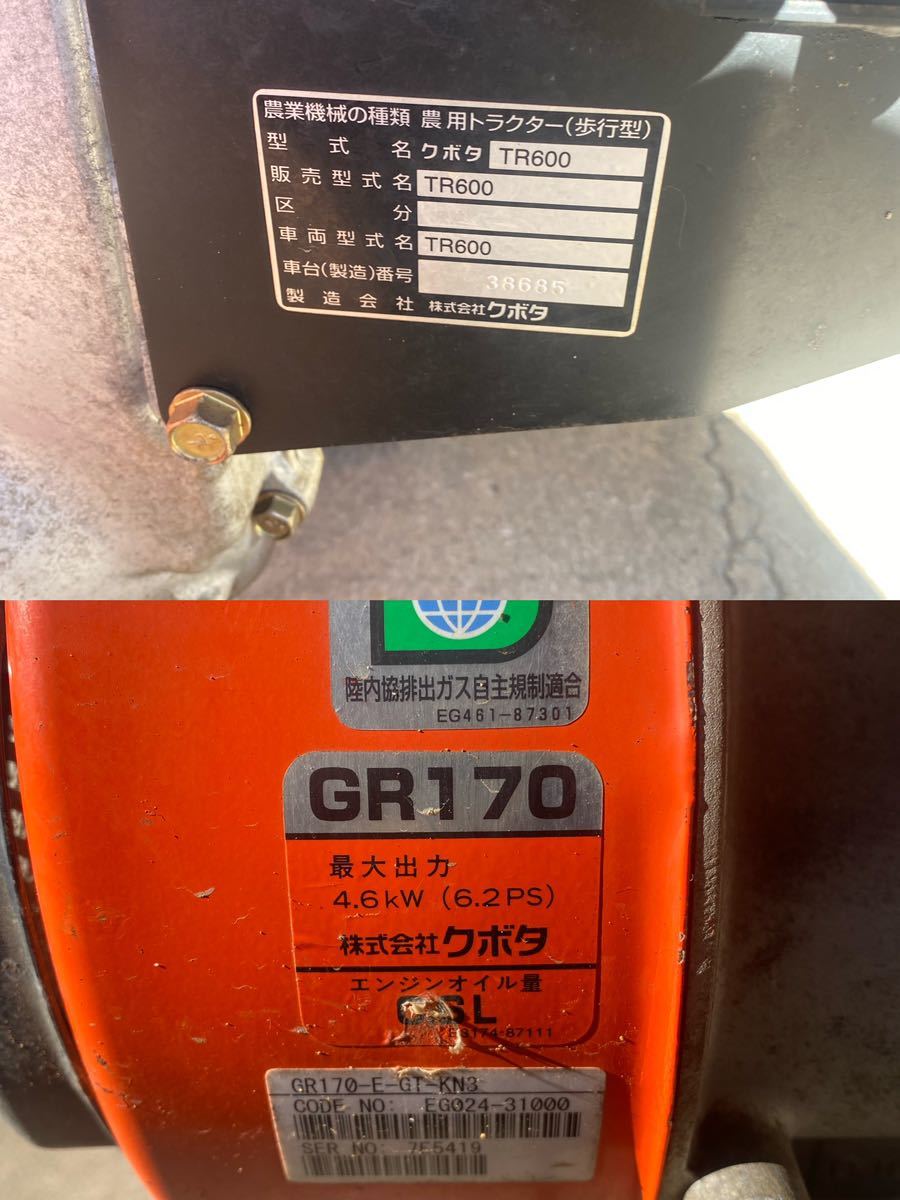 農業機械の種類 農用トラクター(歩行型)
型式名 クボタ TR600
販売型式名 TR600
区分
車両型式名 TR600
車台(製造)番号 38685
製造会社 株式会社クボタ
陸内協排出ガス自主規制適合
EG461-87301
GR170
最大出力
4.6kW (6.2PS)
株式会社クボタ
エンジンオイル量
-87111
GR170-E-GT-KN3
CODE NO: EG024-31000
SER NO: 7F5419